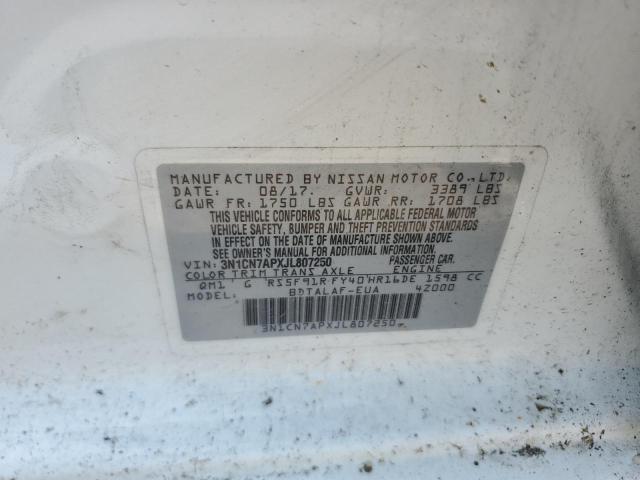 MANUFACTURED BY NISSAN MOTOR CO.,LTD.
DATE: 08/17. GVWR: 3389 LBS
GAWR FR: 1750 LBS GAWR RR: 1708 LBS
THIS VEHICLE CONFORMS TO ALL APPLICABLE FEDERAL MOTOR
VEHICLE SAFETY, BUMPER AND THEFT PREVENTION STANDARDS
IN EFFECT ON THE DATE OF MANUFACTURE SHOWN ABOVE.
SEE OWNER'S MANUAL OR INFORMATION.
VIN: 3N1CN7APXJL807250 PASSENGER CAR.
COLOR TRIM TRANS AXLE ENGINE
QM1 G RS5F91R FY40 HR16DE 1598 CC
MODEL: BDTALAF-EUA 42000
3N1CN7APXJL807250